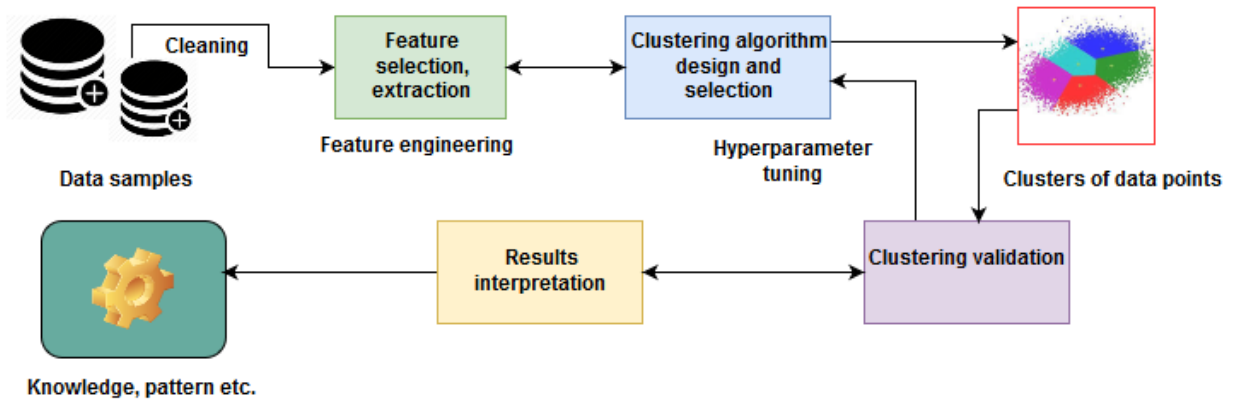 Cleaning
Feature
selection,
extraction
Clustering algorithm
design and
selection
Feature engineering
Hyperparameter
tuning
Data samples
Clusters of data points
Results
interpretation
Clustering validation
Knowledge, pattern etc.